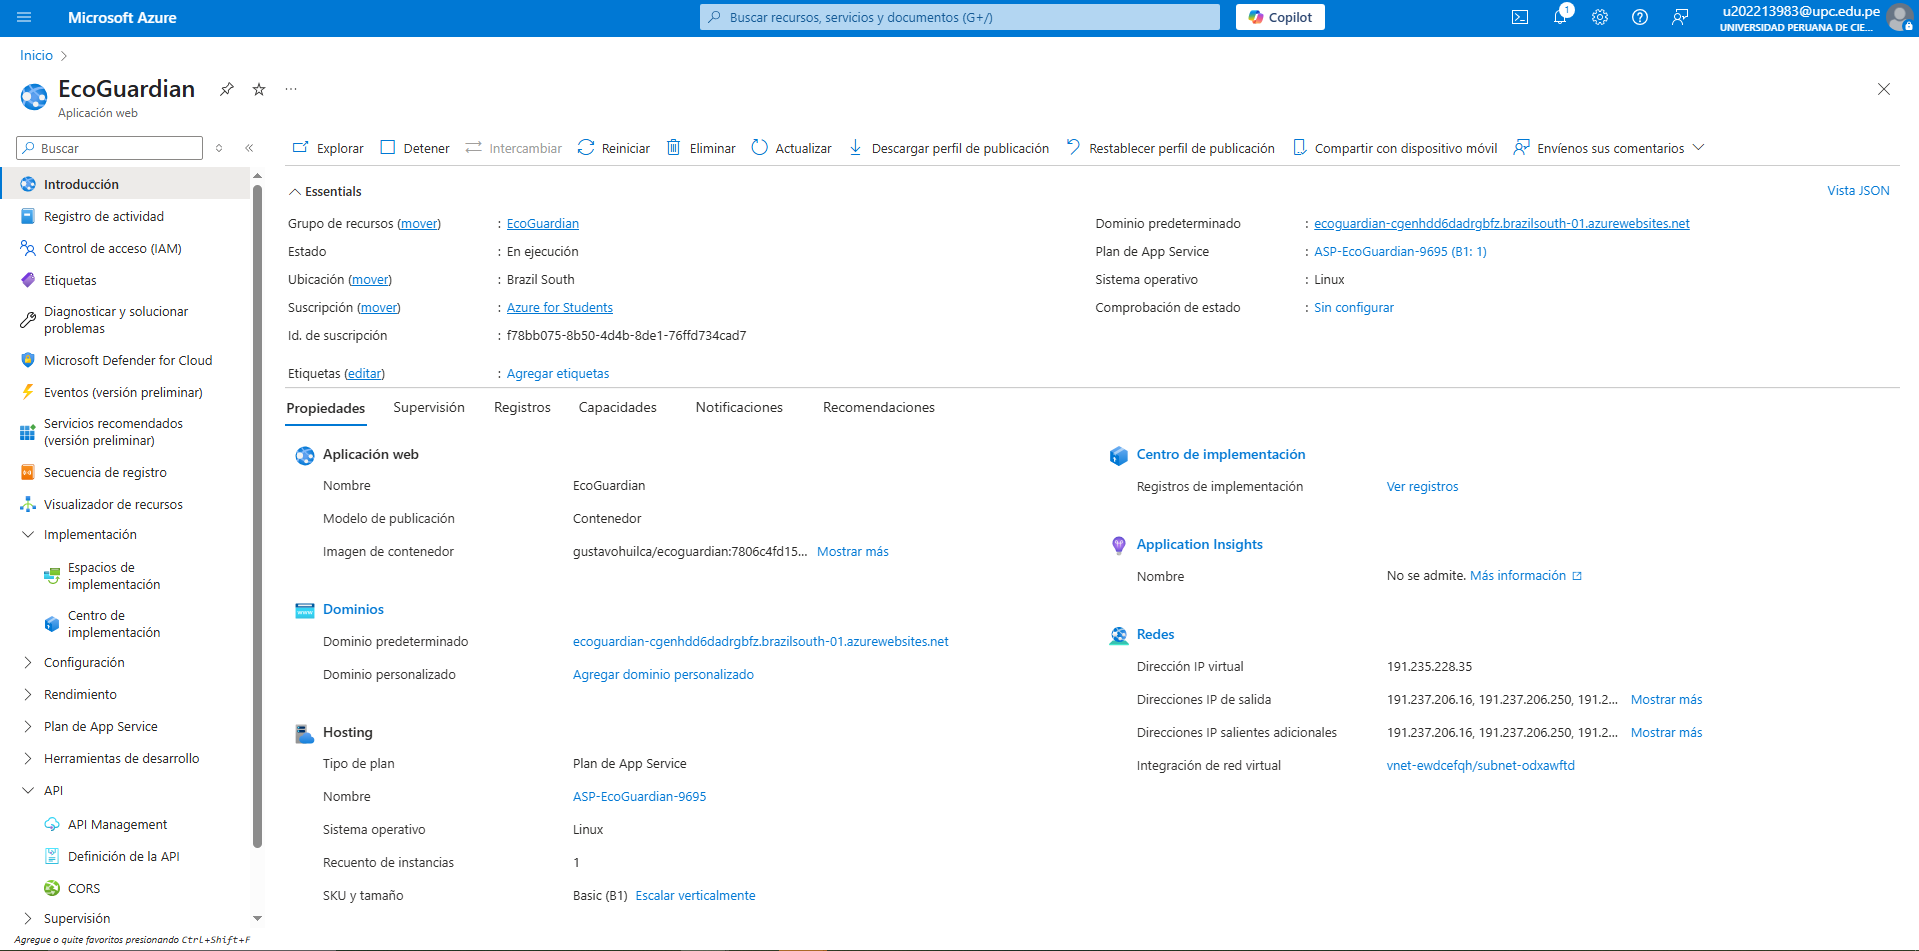 Microsoft Azure
Buscar recursos, servicios y documentos (G+/)
Copilot
1
u202213983@upc.edu.pe
UNIVERSIDAD PERUANA DE CIE...
Inicio
EcoGuardian
Aplicación web
Buscar
Explorar
Detener
Intercambiar
Reiniciar
Eliminar
Actualizar
Descargar perfil de publicación
Restablecer perfil de publicación
Compartir con dispositivo móvil
Envíenos sus comentarios
Introducción
Registro de actividad
Control de acceso (IAM)
Etiquetas
Diagnosticar y solucionar
problemas
Microsoft Defender for Cloud
Eventos (versión preliminar)
Servicios recomendados
(versión preliminar)
Secuencia de registro
Visualizador de recursos
Implementación
Espacios de
implementación
Centro de
implementación
Configuración
Rendimiento
Plan de App Service
Herramientas de desarrollo
API
API Management
Definición de la API
CORS
Supervisión
Agregue o quite favoritos presionando Ctrl+Shift+F
Essentials
Vista JSON
Grupo de recursos (mover) : EcoGuardian
Estado : En ejecución
Ubicación (mover) : Brazil South
Suscripción (mover) : Azure for Students
Id. de suscripción : f78bb075-8b50-4d4b-8de1-76ffd734cad7
Etiquetas (editar) : Agregar etiquetas
Dominio predeterminado : ecoguardian-cgenhdd6dadrgbfz.brazilsouth-01.azurewebsites.net
Plan de App Service : ASP-EcoGuardian-9695 (B1: 1)
Sistema operativo : Linux
Comprobación de estado : Sin configurar
Propiedades
Supervisión
Registros
Capacidades
Notificaciones
Recomendaciones
Aplicación web
Nombre EcoGuardian
Modelo de publicación Contenedor
Imagen de contenedor gustavohuilca/ecoguardian:7806c4fd15... Mostrar más
Dominios
Dominio predeterminado ecoguardian-cgenhdd6dadrgbfz.brazilsouth-01.azurewebsites.net
Dominio personalizado Agregar dominio personalizado
Hosting
Tipo de plan Plan de App Service
Nombre ASP-EcoGuardian-9695
Sistema operativo Linux
Recuento de instancias 1
SKU y tamaño Basic (B1) Escalar verticalmente
Centro de implementación
Registros de implementación Ver registros
Application Insights
Nombre No se admite. Más información
Redes
Dirección IP virtual 191.235.228.35
Direcciones IP de salida 191.237.206.16, 191.237.206.250, 191.2... Mostrar más
Direcciones IP salientes adicionales 191.237.206.16, 191.237.206.250, 191.2... Mostrar más
Integración de red virtual vnet-ewdcefqh/subnet-odxawftd